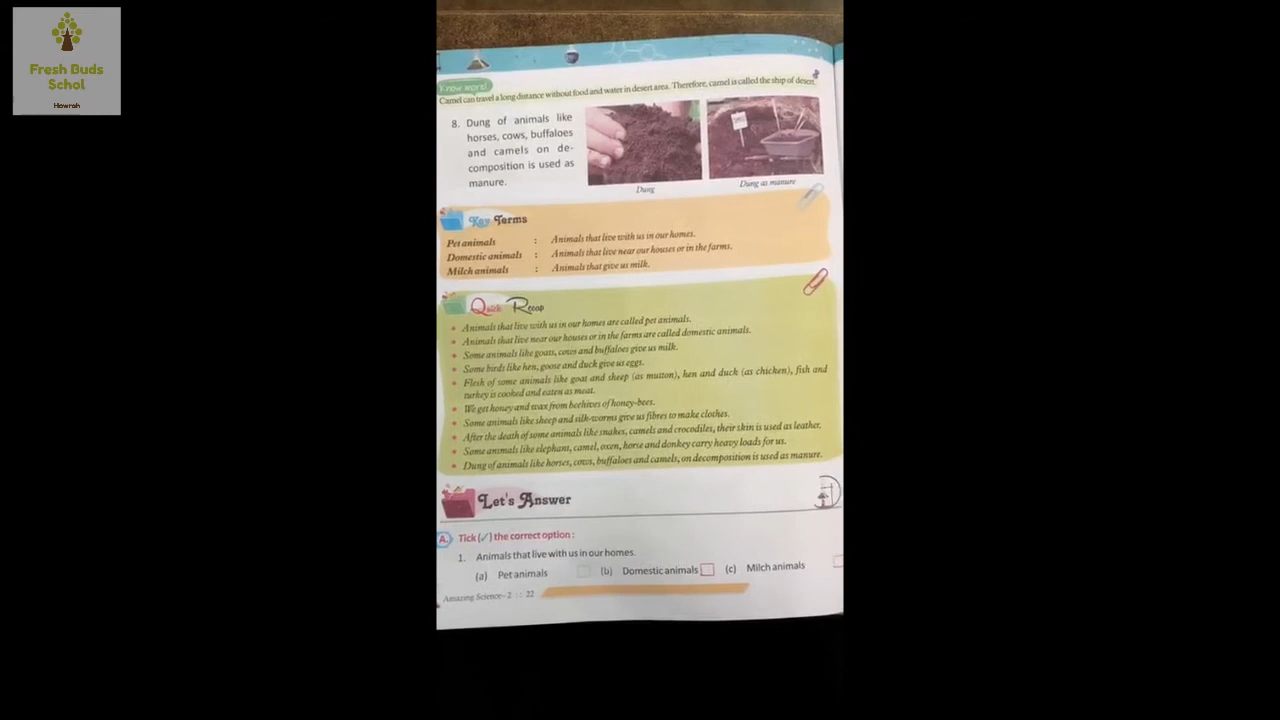 Fresh Buds
Schol
Howrah
Know more!
Camel can travel a long distance without food and water in desert area. Therefore, camel is called the ship of desert.
8. Dung of animals like
horses, cows, buffaloes
and camels on de-
composition is used as
manure.
Dung
Dung as manure
Key Terms
Pet animals : Animals that live with us in our homes.
Domestic animals : Animals that live near our houses or in the farms.
Milch animals : Animals that give us milk.
Quick Recap
• Animals that live with us in our homes are called pet animals.
• Animals that live near our houses or in the farms are called domestic animals.
• Some animals like goats, cows and buffaloes give us milk.
• Some birds like hen, goose and duck give us eggs.
• Flesh of some animals like goat and sheep (as mutton), hen and duck (as chicken), fish and
turkey is cooked and eaten as meat.
• We get honey and wax from beehives of honey-bees.
• Some animals like sheep and silk-worms give us fibres to make clothes.
• After the death of some animals like snakes, camels and crocodiles, their skin is used as leather.
• Some animals like elephant, camel, oxen, horse and donkey carry heavy loads for us.
• Dung of animals like horses, cows, buffaloes and camels, on decomposition is used as manure.
Let's Answer
A. Tick (✓) the correct option :
1. Animals that live with us in our homes.
(a) Pet animals (b) Domestic animals (c) Milch animals
Amazing Science-2 :: 22